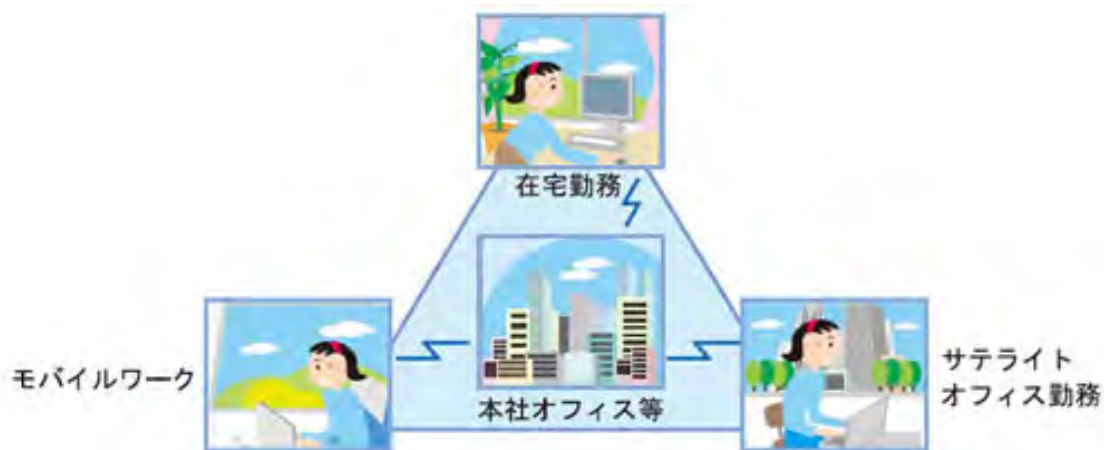 在宅勤務
本社オフィス等
モバイルワーク
サテライト
オフィス勤務